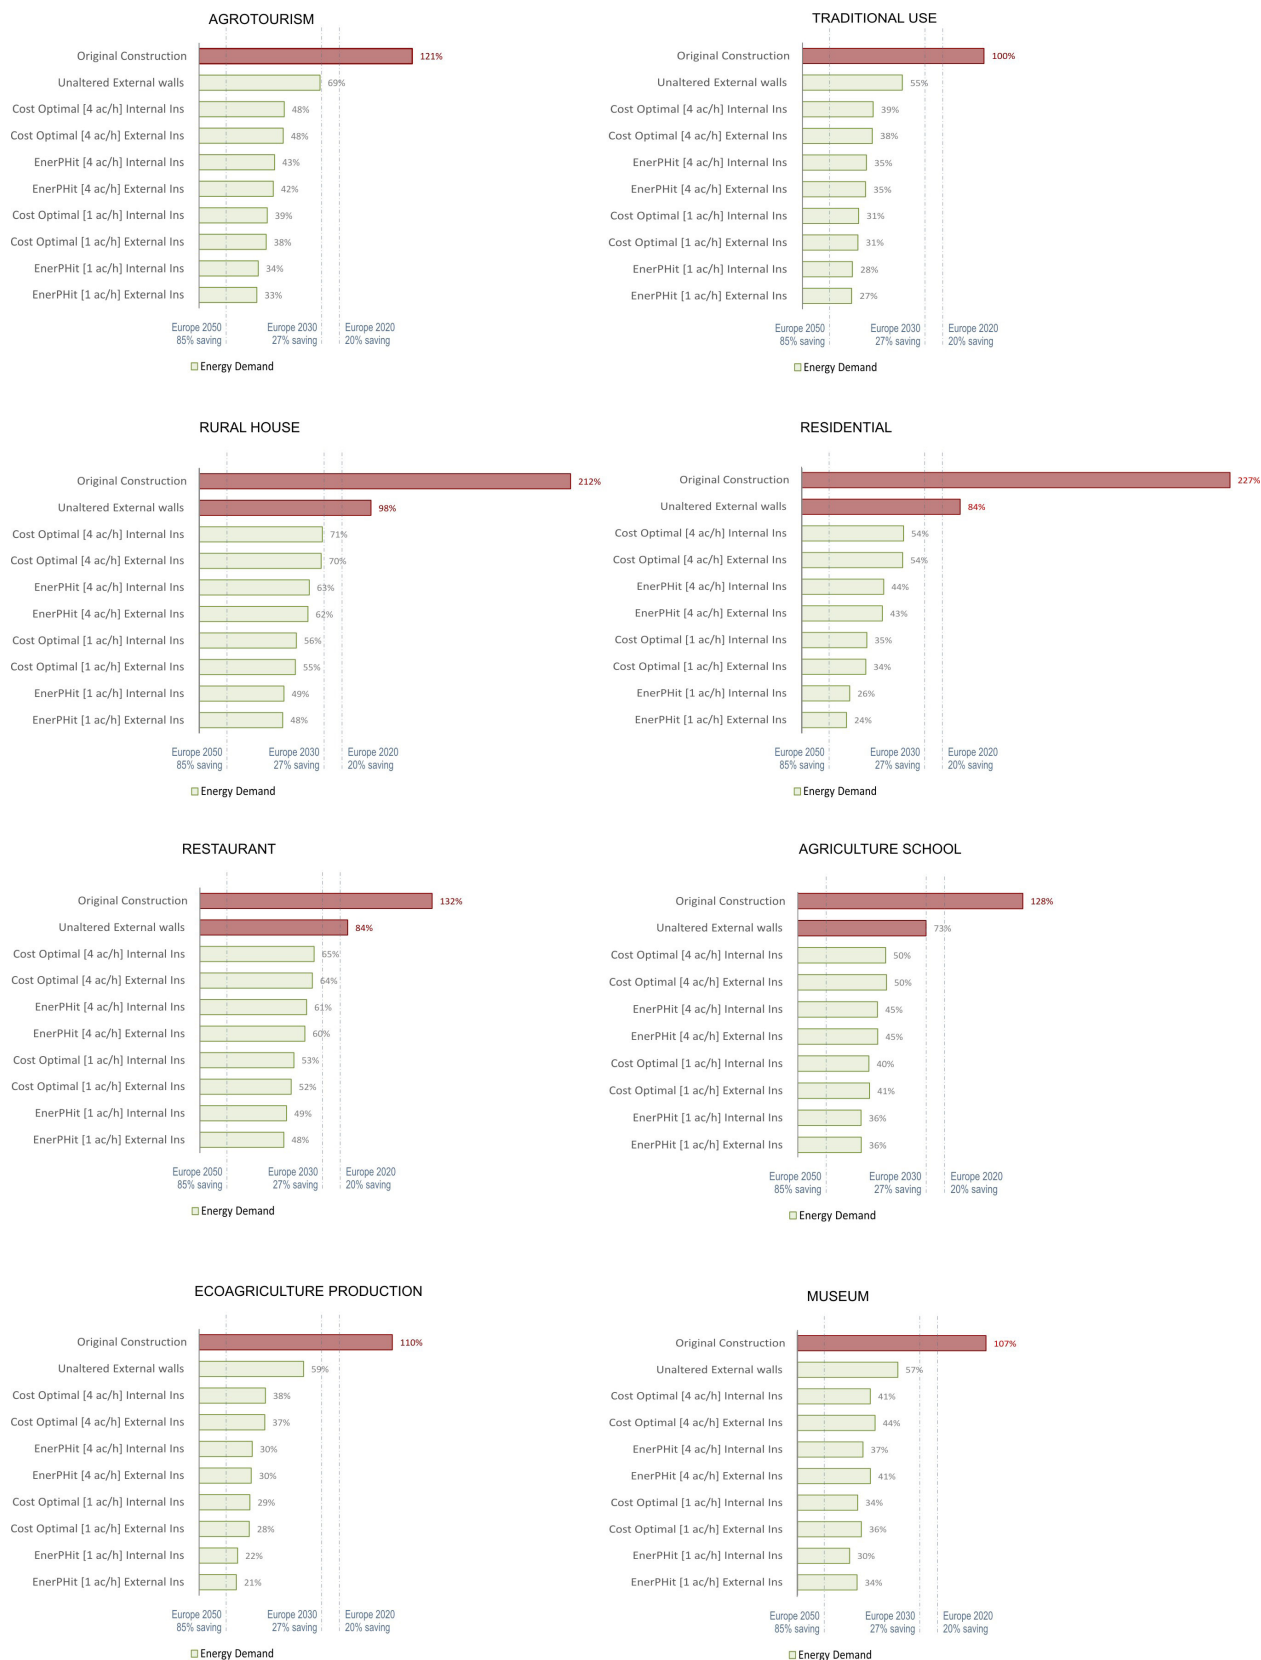 AGROTOURISM
Original Construction 121%
Unaltered External walls 69%
Cost Optimal [4 ac/h] Internal Ins 48%
Cost Optimal [4 ac/h] External Ins 48%
EnerPHit [4 ac/h] Internal Ins 43%
EnerPHit [4 ac/h] External Ins 42%
Cost Optimal [1 ac/h] Internal Ins 39%
Cost Optimal [1 ac/h] External Ins 38%
EnerPHit [1 ac/h] Internal Ins 34%
EnerPHit [1 ac/h] External Ins 33%
Europe 2050 Europe 2030 Europe 2020
85% saving 27% saving 20% saving
Energy Demand
TRADITIONAL USE
Original Construction 100%
Unaltered External walls 55%
Cost Optimal [4 ac/h] Internal Ins 39%
Cost Optimal [4 ac/h] External Ins 38%
EnerPHit [4 ac/h] Internal Ins 35%
EnerPHit [4 ac/h] External Ins 35%
Cost Optimal [1 ac/h] Internal Ins 31%
Cost Optimal [1 ac/h] External Ins 31%
EnerPHit [1 ac/h] Internal Ins 28%
EnerPHit [1 ac/h] External Ins 27%
Europe 2050 Europe 2030 Europe 2020
85% saving 27% saving 20% saving
Energy Demand
RURAL HOUSE
Original Construction 212%
Unaltered External walls 98%
Cost Optimal [4 ac/h] Internal Ins 71%
Cost Optimal [4 ac/h] External Ins 70%
EnerPHit [4 ac/h] Internal Ins 63%
EnerPHit [4 ac/h] External Ins 62%
Cost Optimal [1 ac/h] Internal Ins 56%
Cost Optimal [1 ac/h] External Ins 55%
EnerPHit [1 ac/h] Internal Ins 49%
EnerPHit [1 ac/h] External Ins 48%
Europe 2050 Europe 2030 Europe 2020
85% saving 27% saving 20% saving
Energy Demand
RESIDENTIAL
Original Construction 227%
Unaltered External walls 84%
Cost Optimal [4 ac/h] Internal Ins 54%
Cost Optimal [4 ac/h] External Ins 54%
EnerPHit [4 ac/h] Internal Ins 44%
EnerPHit [4 ac/h] External Ins 43%
Cost Optimal [1 ac/h] Internal Ins 35%
Cost Optimal [1 ac/h] External Ins 34%
EnerPHit [1 ac/h] Internal Ins 26%
EnerPHit [1 ac/h] External Ins 24%
Europe 2050 Europe 2030 Europe 2020
85% saving 27% saving 20% saving
Energy Demand
RESTAURANT
Original Construction 132%
Unaltered External walls 84%
Cost Optimal [4 ac/h] Internal Ins 65%
Cost Optimal [4 ac/h] External Ins 64%
EnerPHit [4 ac/h] Internal Ins 61%
EnerPHit [4 ac/h] External Ins 60%
Cost Optimal [1 ac/h] Internal Ins 53%
Cost Optimal [1 ac/h] External Ins 52%
EnerPHit [1 ac/h] Internal Ins 49%
EnerPHit [1 ac/h] External Ins 48%
Europe 2050 Europe 2030 Europe 2020
85% saving 27% saving 20% saving
Energy Demand
AGRICULTURE SCHOOL
Original Construction 128%
Unaltered External walls 73%
Cost Optimal [4 ac/h] Internal Ins 50%
Cost Optimal [4 ac/h] External Ins 50%
EnerPHit [4 ac/h] Internal Ins 45%
EnerPHit [4 ac/h] External Ins 45%
Cost Optimal [1 ac/h] Internal Ins 40%
Cost Optimal [1 ac/h] External Ins 41%
EnerPHit [1 ac/h] Internal Ins 36%
EnerPHit [1 ac/h] External Ins 36%
Europe 2050 Europe 2030 Europe 2020
85% saving 27% saving 20% saving
Energy Demand
ECOAGRICULTURE PRODUCTION
Original Construction 110%
Unaltered External walls 59%
Cost Optimal [4 ac/h] Internal Ins 38%
Cost Optimal [4 ac/h] External Ins 37%
EnerPHit [4 ac/h] Internal Ins 30%
EnerPHit [4 ac/h] External Ins 30%
Cost Optimal [1 ac/h] Internal Ins 29%
Cost Optimal [1 ac/h] External Ins 28%
EnerPHit [1 ac/h] Internal Ins 22%
EnerPHit [1 ac/h] External Ins 21%
Europe 2050 Europe 2030 Europe 2020
85% saving 27% saving 20% saving
Energy Demand
MUSEUM
Original Construction 107%
Unaltered External walls 57%
Cost Optimal [4 ac/h] Internal Ins 41%
Cost Optimal [4 ac/h] External Ins 44%
EnerPHit [4 ac/h] Internal Ins 37%
EnerPHit [4 ac/h] External Ins 41%
Cost Optimal [1 ac/h] Internal Ins 34%
Cost Optimal [1 ac/h] External Ins 36%
EnerPHit [1 ac/h] Internal Ins 30%
EnerPHit [1 ac/h] External Ins 34%
Europe 2050 Europe 2030 Europe 2020
85% saving 27% saving 20% saving
Energy Demand